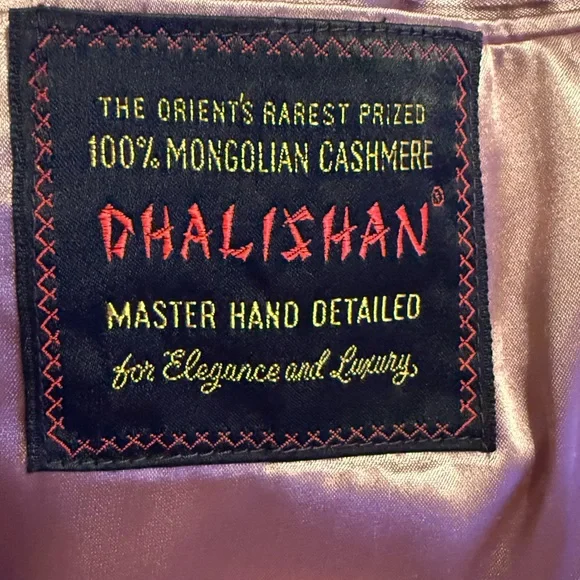 THE ORIENT'S RAREST PRIZED
100% MONGOLIAN CASHMERE
DHALISHAN®
MASTER HAND DETAILED
for Elegance and Luxury